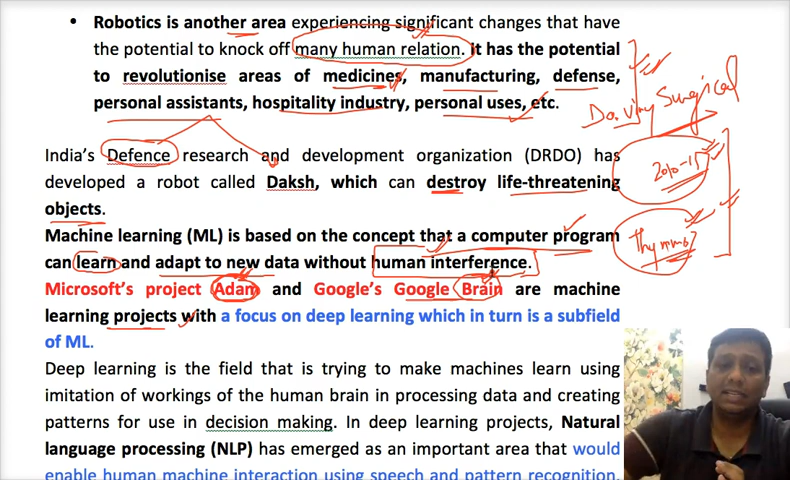 • Robotics is another area experiencing significant changes that have
the potential to knock off many human relation. it has the potential
to revolutionise areas of medicines, manufacturing, defense,
personal assistants, hospitality industry, personal uses, etc.
Surgical
2010-15
India's Defence research and development organization (DRDO) has
developed a robot called Daksh, which can destroy life-threatening
objects.
Machine learning (ML) is based on the concept that a computer program
can learn and adapt to new data without human interference.
Microsoft's project Adam and Google's Google Brain are machine
learning projects with a focus on deep learning which in turn is a subfield
of ML.
Deep learning is the field that is trying to make machines learn using
imitation of workings of the human brain in processing data and creating
patterns for use in decision making. In deep learning projects, Natural
language processing (NLP) has emerged as an important area that would
enable human machine interaction using speech and pattern recognition.